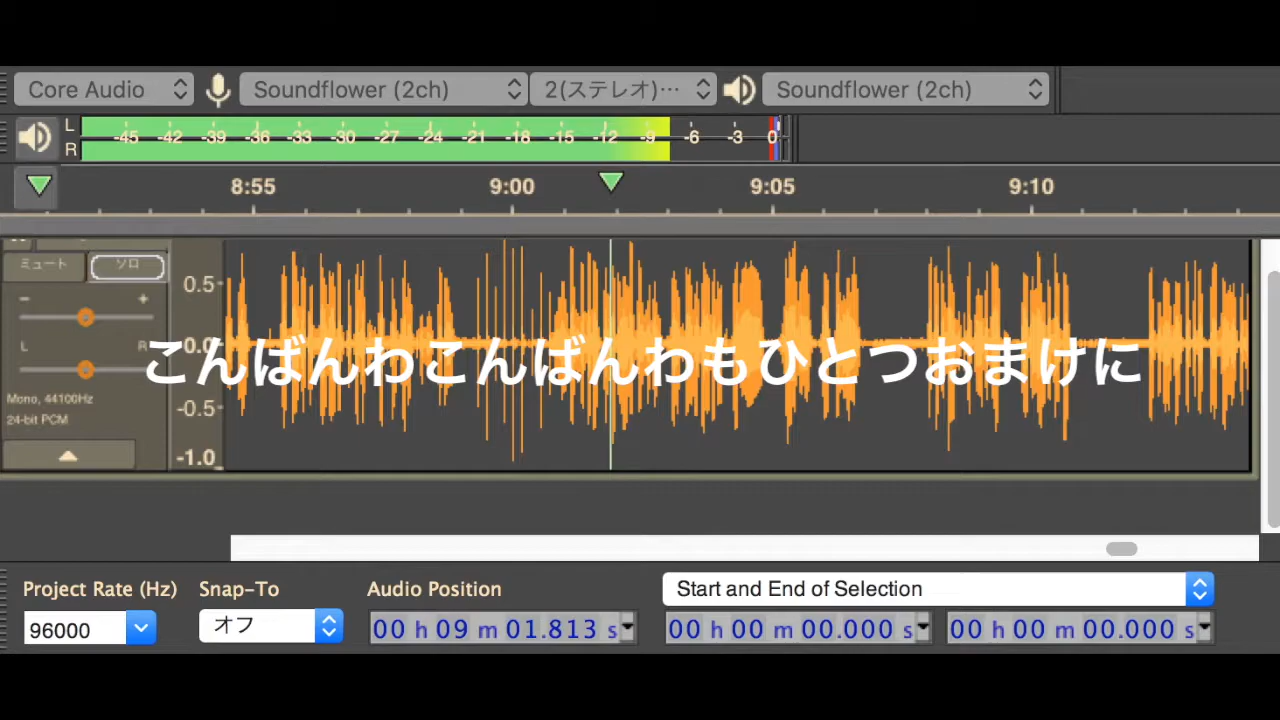 Core Audio Soundflower (2ch) 2(ステレオ)… Soundflower (2ch)
L -45 -42 -39 -36 -33 -30 -27 -24 -21 -18 -15 -12 -9 -6 -3 0
R
8:55 9:00 9:05 9:10
ミュート ソロ
0.5
- +
L R 0.0
こんばんわこんばんわもひとつおまけに
Mono, 44100Hz
-0.5
24-bit PCM
-1.0
Project Rate (Hz) Snap-To Audio Position Start and End of Selection
96000 オフ 00 h 09 m 01.813 s 00 h 00 m 00.000 s 00 h 00 m 00.000 s